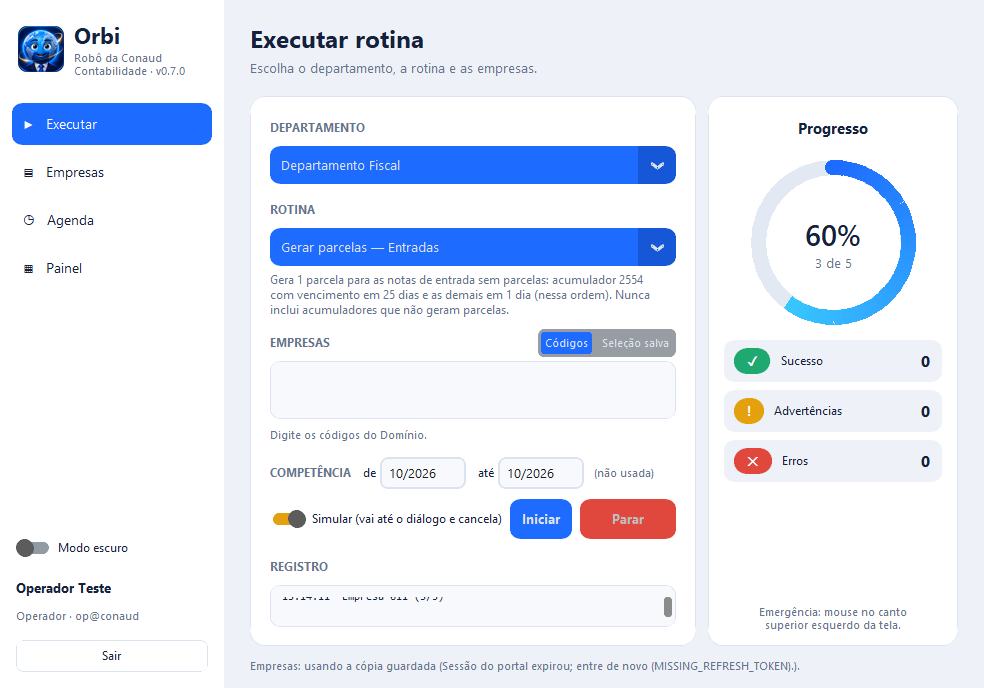 Orbi
Robô da Conaud
Contabilidade · v0.7.0
Executar
Empresas
Agenda
Painel
Modo escuro
Operador Teste
Operador · op@conaud
Sair
Executar rotina
Escolha o departamento, a rotina e as empresas.
DEPARTAMENTO
Departamento Fiscal
ROTINA
Gerar parcelas — Entradas
Gera 1 parcela para as notas de entrada sem parcelas: acumulador 2554
com vencimento em 25 dias e as demais em 1 dia (nessa ordem). Nunca
inclui acumuladores que não geram parcelas.
EMPRESAS
Códigos
Seleção salva
Digite os códigos do Domínio.
COMPETÊNCIA de 10/2026 até 10/2026 (não usada)
Simular (vai até o diálogo e cancela)
Iniciar
Parar
REGISTRO
Progresso
60%
3 de 5
Sucesso 0
Advertências 0
Erros 0
Emergência: mouse no canto
superior esquerdo da tela.
Empresas: usando a cópia guardada (Sessão do portal expirou; entre de novo (MISSING_REFRESH_TOKEN).).